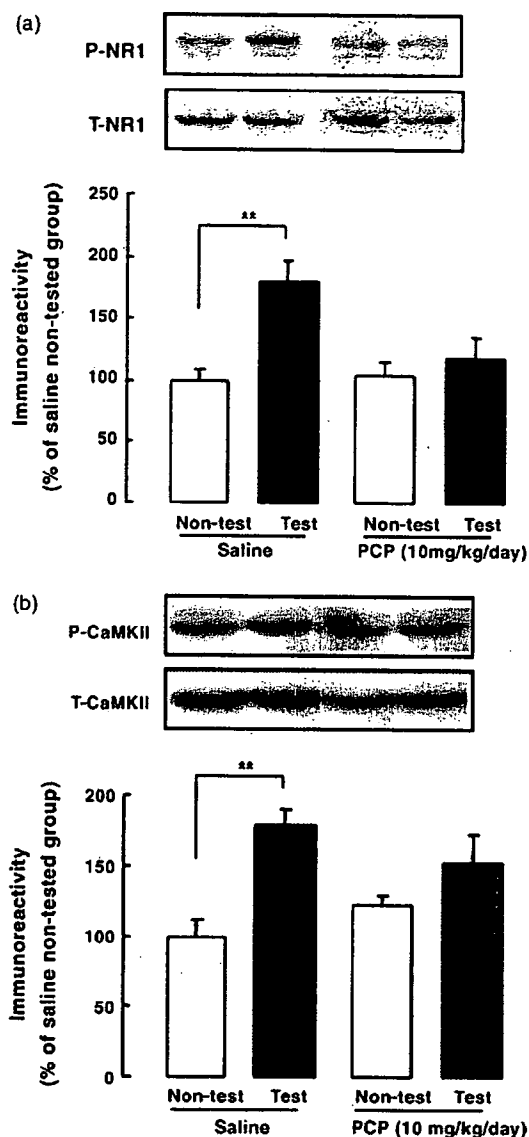 (a)
P-NR1
T-NR1
Immunoreactivity
(% of saline non-tested group)
250
200
150
100
50
0
**
Non-test Test Non-test Test
Saline PCP (10mg/kg/day)
(b)
P-CaMKII
T-CaMKII
Immunoreactivity
(% of saline non-tested group)
200
150
100
50
0
**
Non-test Test Non-test Test
Saline PCP (10 mg/kg/day)